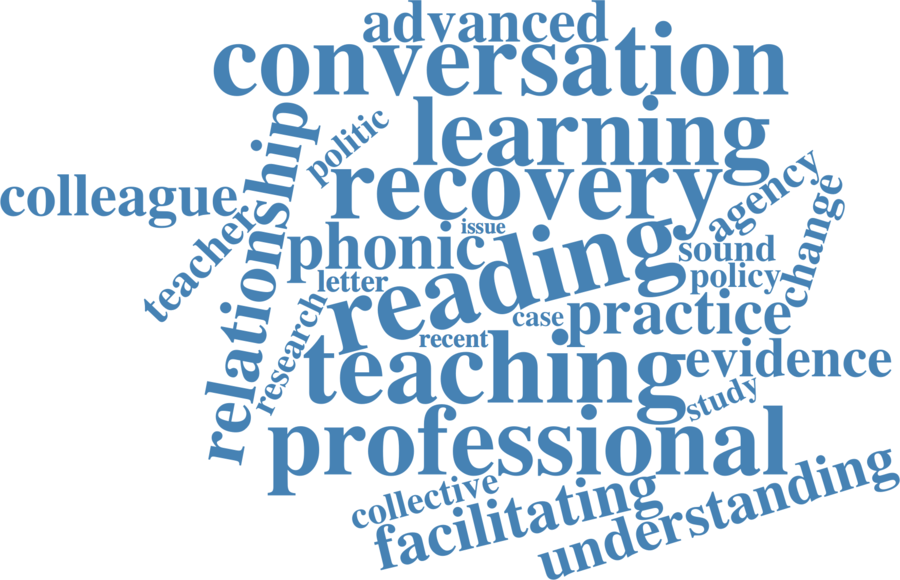 advanced
conversation
learning
politic
relationship
recovery
colleague
agency
teachership
change
phonic
issue
reading
sound
policy
letter
research
case
practice
recent
teaching
evidence
study
professional
collective
facilitating
understanding